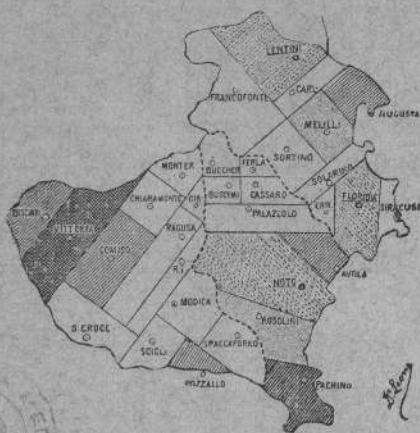 LENTINI
FRANCOFONTE
CARL
AUGUSTA
MELILLI
SORTINO
MONTER
BUCCHER
FERLA
SOLARINO
BUSCEMI
CASSARO
CHIARAMONTE
GIA
CAN
FLORIDIA
SIRACUSA
PALAZZOLO
VITTORIA
RAGUSA
COMISO
R.I
AVOLA
NOTO
MODICA
ROSOLINI
S. CROCE
SCICLI
SPACCAFORNO
POZZALLO
PACHINO